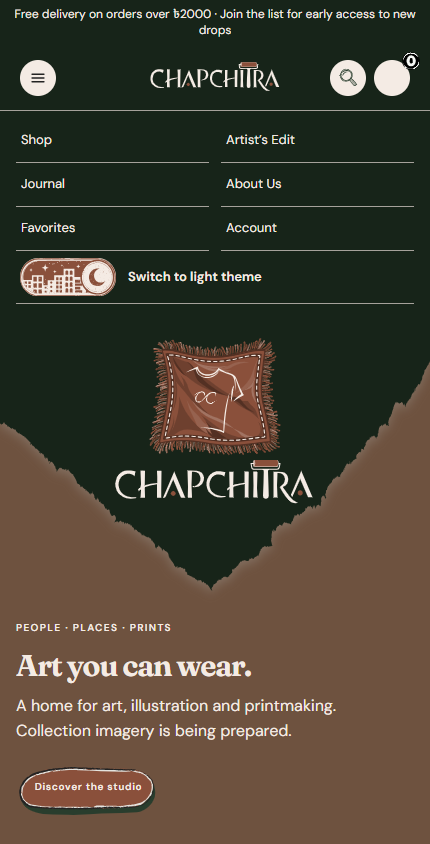 Free delivery on orders over ৳2000 · Join the list for early access to new
drops
CHAPCHITRA
0
Shop
Artist's Edit
Journal
About Us
Favorites
Account
Switch to light theme
CC
CHAPCHITRA
PEOPLE · PLACES · PRINTS
Art you can wear.
A home for art, illustration and printmaking.
Collection imagery is being prepared.
Discover the studio